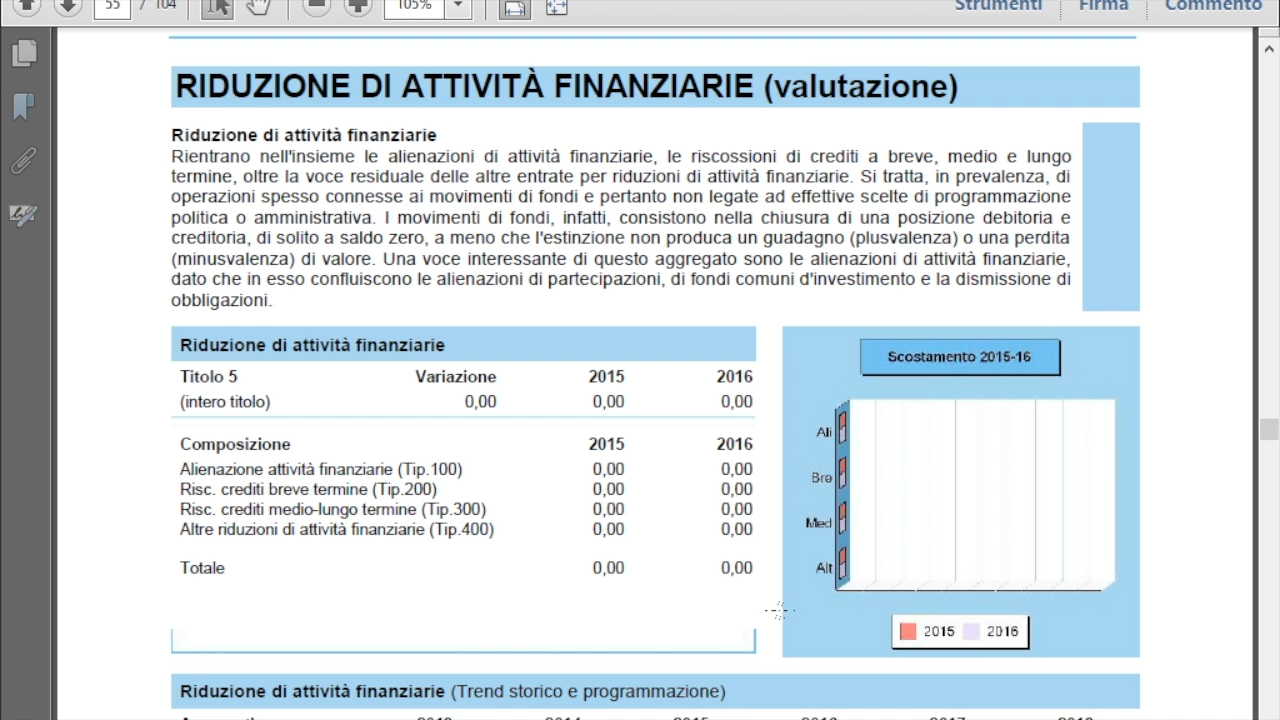 55 / 104
105%
Strumenti Firma Commento
RIDUZIONE DI ATTIVITÀ FINANZIARIE (valutazione)
Riduzione di attività finanziarie
Rientrano nell'insieme le alienazioni di attività finanziarie, le riscossioni di crediti a breve, medio e lungo
termine, oltre la voce residuale delle altre entrate per riduzioni di attività finanziarie. Si tratta, in prevalenza, di
operazioni spesso connesse ai movimenti di fondi e pertanto non legate ad effettive scelte di programmazione
politica o amministrativa. I movimenti di fondi, infatti, consistono nella chiusura di una posizione debitoria e
creditoria, di solito a saldo zero, a meno che l'estinzione non produca un guadagno (plusvalenza) o una perdita
(minusvalenza) di valore. Una voce interessante di questo aggregato sono le alienazioni di attività finanziarie,
dato che in esso confluiscono le alienazioni di partecipazioni, di fondi comuni d'investimento e la dismissione di
obbligazioni.
Riduzione di attività finanziarie
Titolo 5 Variazione 2015 2016
(intero titolo) 0,00 0,00 0,00
Composizione 2015 2016
Alienazione attività finanziarie (Tip.100) 0,00 0,00
Risc. crediti breve termine (Tip.200) 0,00 0,00
Risc. crediti medio-lungo termine (Tip.300) 0,00 0,00
Altre riduzioni di attività finanziarie (Tip.400) 0,00 0,00
Totale 0,00 0,00
Scostamento 2015-16
Ali
Bre
Med
Alt
2015 2016
Riduzione di attività finanziarie (Trend storico e programmazione)